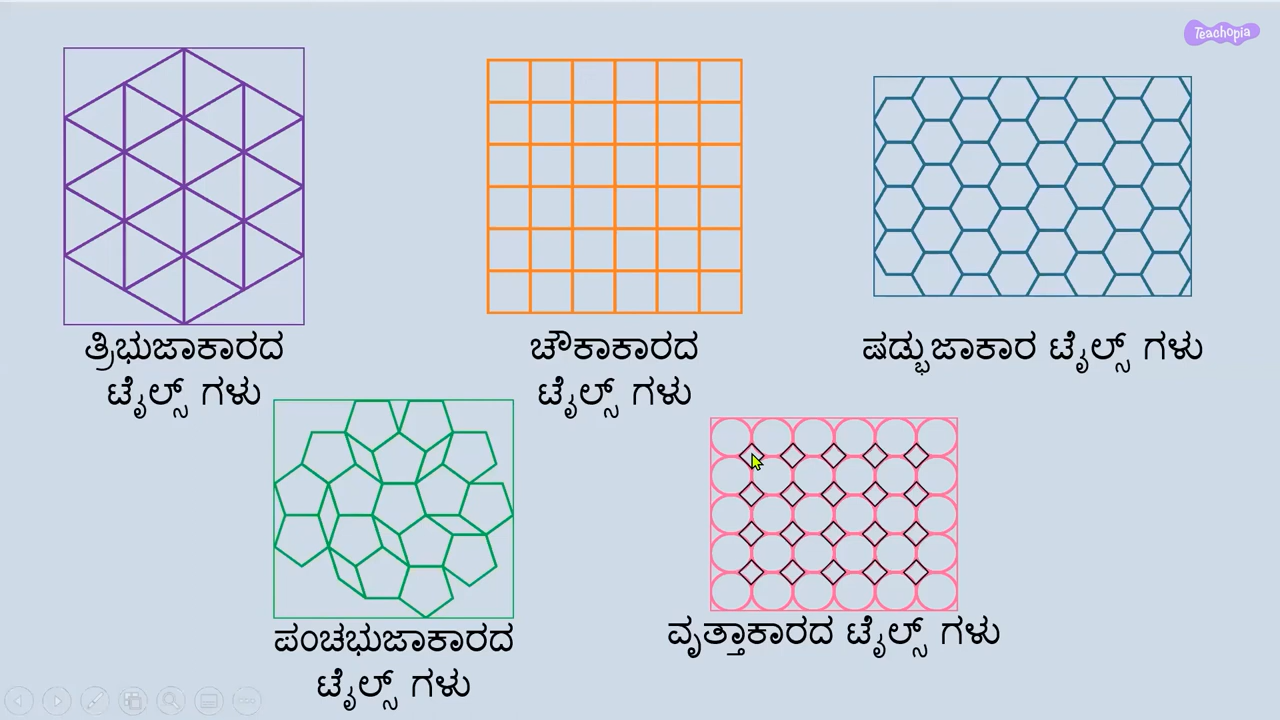 Teachopia
ತ್ರಿಭುಜಾಕಾರದ
ಟೈಲ್ಸ್ ಗಳು
ಚೌಕಾಕಾರದ
ಟೈಲ್ಸ್ ಗಳು
ಷಡ್ಭುಜಾಕಾರ ಟೈಲ್ಸ್ ಗಳು
ಪಂಚಭುಜಾಕಾರದ
ಟೈಲ್ಸ್ ಗಳು
ವೃತ್ತಾಕಾರದ ಟೈಲ್ಸ್ ಗಳು